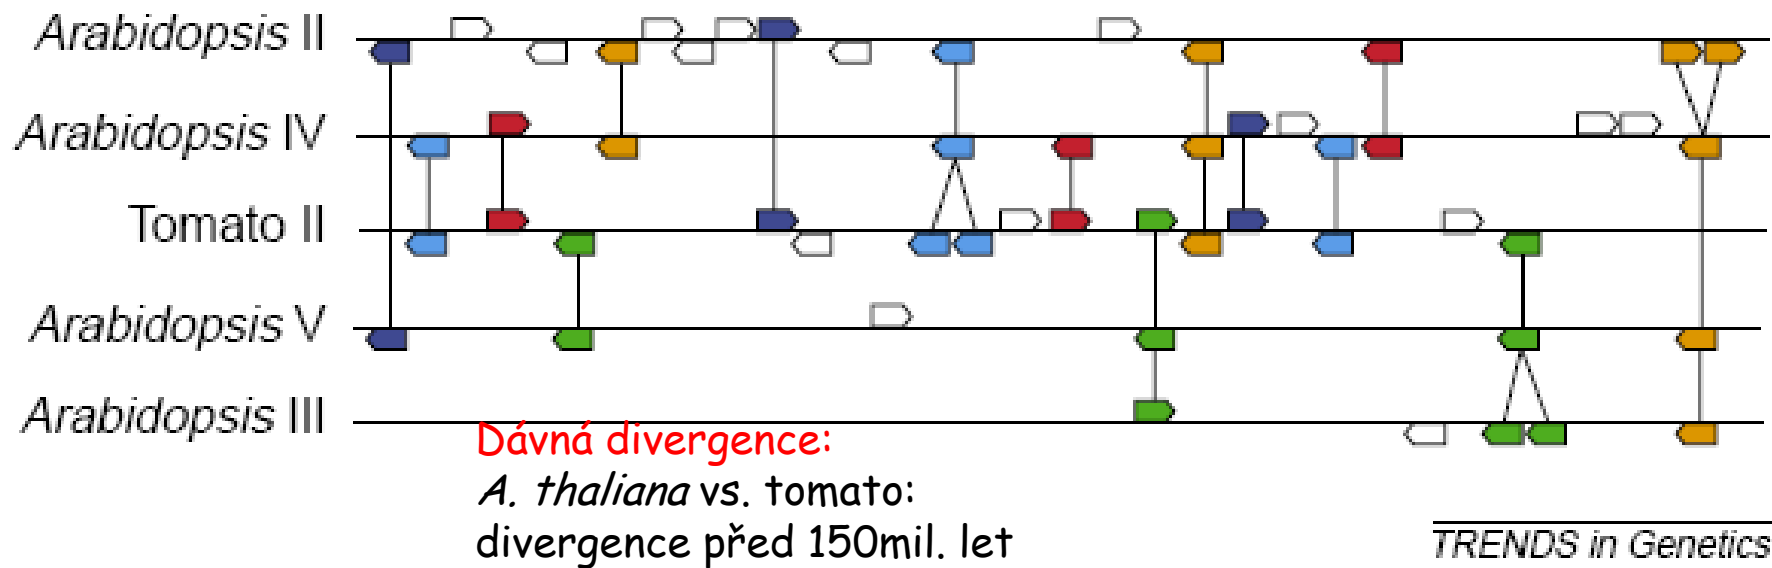 Arabidopsis II
Arabidopsis IV
Tomato II
Arabidopsis V
Arabidopsis III
Dávná divergence:
A. thaliana vs. tomato:
divergence před 150mil. let
TRENDS in Genetics